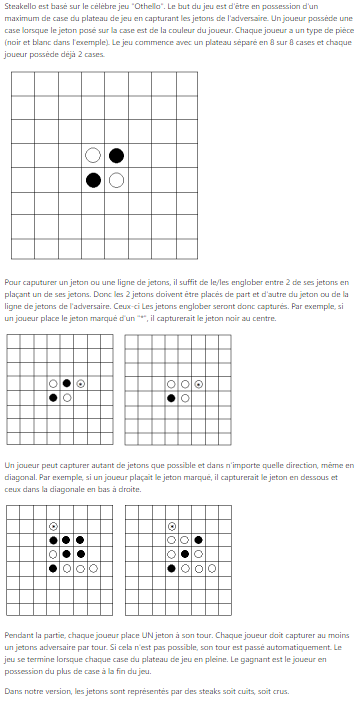 Steakello est basé sur le célèbre jeu "Othello". Le but du jeu est d'être en possession d'un
maximum de case du plateau de jeu en capturant les jetons de l'adversaire. Un joueur possède une
case lorsque le jeton posé sur la case est de la couleur du joueur. Chaque joueur a un type de pièce
(noir et blanc dans l'exemple). Le jeu commence avec un plateau séparé en 8 sur 8 cases et chaque
joueur possède déjà 2 cases.
Pour caputurer un jeton ou une ligne de jetons, il suffit de le/les englober entre 2 de ses jetons en
plaçant un de ses jetons. Donc les 2 jetons doivent être placés de part et d'autre du jeton ou de la
ligne de jetons de l'adversaire. Ceux-ci Les jetons englober seront donc capturés. Par exemple, si
un joueur place le jeton marqué d'un "*", il capturerait le jeton noir au centre.
Un joueur peut capturer autant de jetons que possible et dans n'importe quelle direction, même en
diagonal. Par exemple, si un joueur plaçait le jeton marqué, il capturerait le jeton en dessous et
ceux dans la diagonale en bas à droite.
Pendant la partie, chaque joueur place UN jeton à son tour. Chaque joueur doit capturer au moins
un jetons adversaire par tour. Si cela n'est pas possible, son tour est passé automatiquement. Le
jeu se termine lorsque chaque case du plateau de jeu en pleine. Le gagnant est le joueur en
possession du plus de case à la fin du jeu.
Dans notre version, les jetons sont représentés par des steaks soit cuits, soit crus.